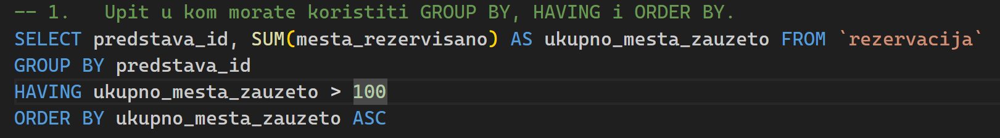 -- 1.   Upit u kom morate koristiti GROUP BY, HAVING i ORDER BY.
SELECT predstava_id, SUM(mesta_rezervisano) AS ukupno_mesta_zauzeto FROM `rezervacija`
GROUP BY predstava_id
HAVING ukupno_mesta_zauzeto > 100
ORDER BY ukupno_mesta_zauzeto ASC